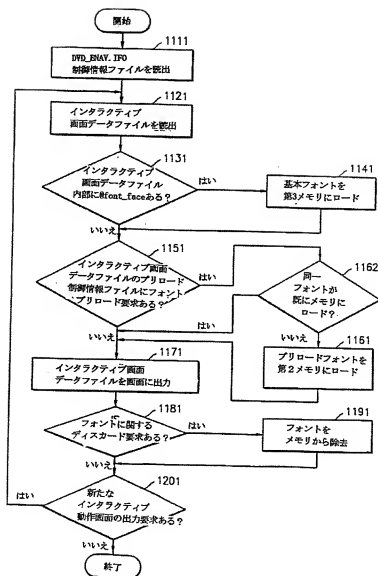 開始
1111
DVD_ENAV.IFO
制御情報ファイルを読出
1121
インタラクティブ
画面データファイルを読出
1131
インタラクティブ
画面データファイル
内部に@font_faceある？
はい
1141
基本フォントを
第3メモリにロード
いいえ
1151
インタラクティブ画面
データファイルのプリロード
制御情報ファイルにフォント
プリロード要求ある？
はい
1162
同一
フォントが
既にメモリに
ロード？
はい
いいえ
いいえ
1161
プリロードフォントを
第2メモリにロード
1171
インタラクティブ画面
データファイルを画面に出力
1181
フォントに関する
ディスカード要求ある？
はい
1191
フォントを
メモリから除去
いいえ
1201
新たな
インタラクティブ
動作画面の出力要求ある？
はい
いいえ
終了